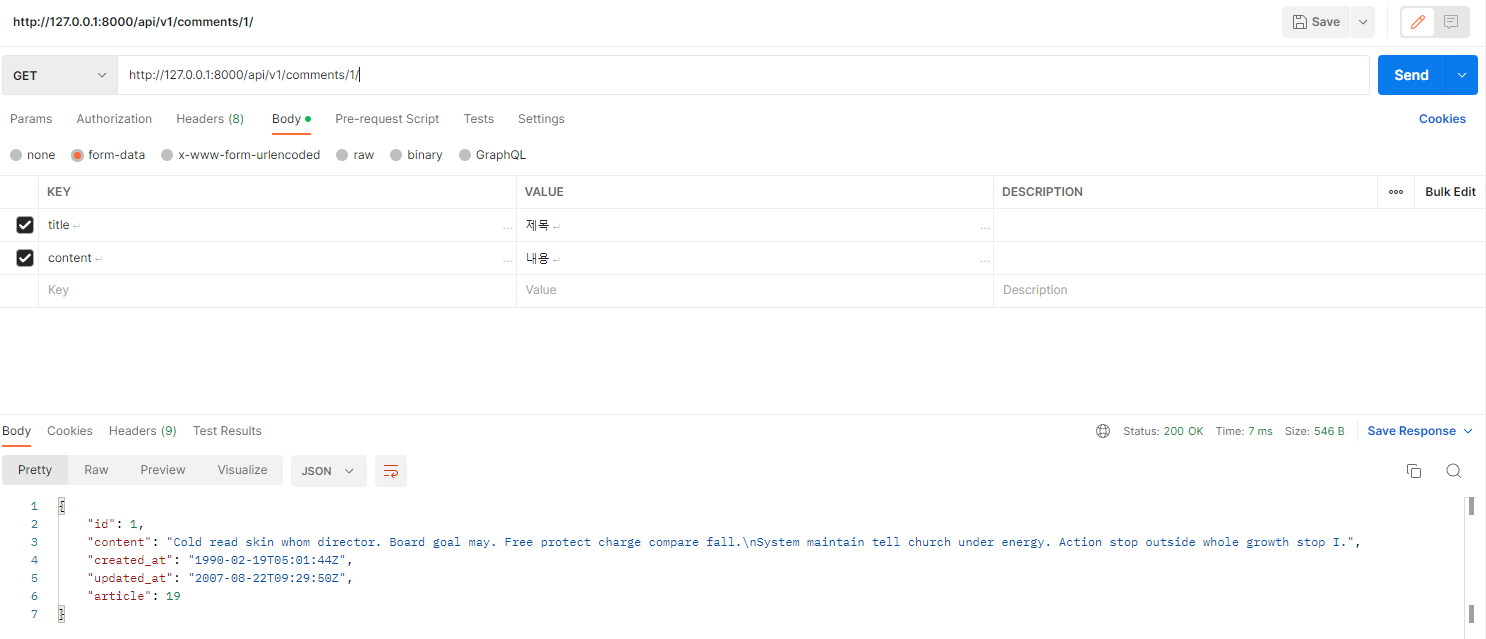 http://127.0.0.1:8000/api/v1/comments/1/ Save
GET http://127.0.0.1:8000/api/v1/comments/1/ Send
Params Authorization Headers (8) Body Pre-request Script Tests Settings Cookies
none form-data x-www-form-urlencoded raw binary GraphQL
KEY VALUE DESCRIPTION ooo Bulk Edit
title ↵ ... 제목 ↵ ...
content ↵ ... 내용 ↵ ...
Key Value Description
Body Cookies Headers (9) Test Results Status: 200 OK Time: 7 ms Size: 546 B Save Response
Pretty Raw Preview Visualize JSON
1 {
2 "id": 1,
3 "content": "Cold read skin whom director. Board goal may. Free protect charge compare fall.\nSystem maintain tell church under energy. Action stop outside whole growth stop I.",
4 "created_at": "1990-02-19T05:01:44Z",
5 "updated_at": "2007-08-22T09:29:50Z",
6 "article": 19
7 }